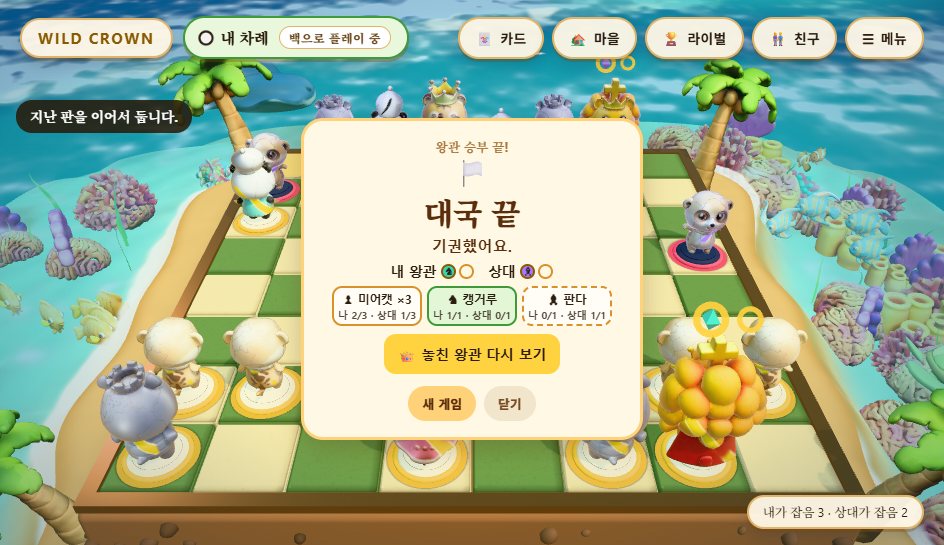 WILD CROWN
내 차례 백으로 플레이 중
카드
마을
라이벌
친구
☰ 메뉴
지난 판을 이어서 둡니다.
왕관 승부 끝!
대국 끝
기권했어요.
내 왕관 상대
미어캣 ×3
나 2/3 · 상대 1/3
캥거루
나 1/1 · 상대 0/1
판다
나 0/1 · 상대 1/1
놓친 왕관 다시 보기
새 게임
닫기
내가 잡음 3 · 상대가 잡음 2